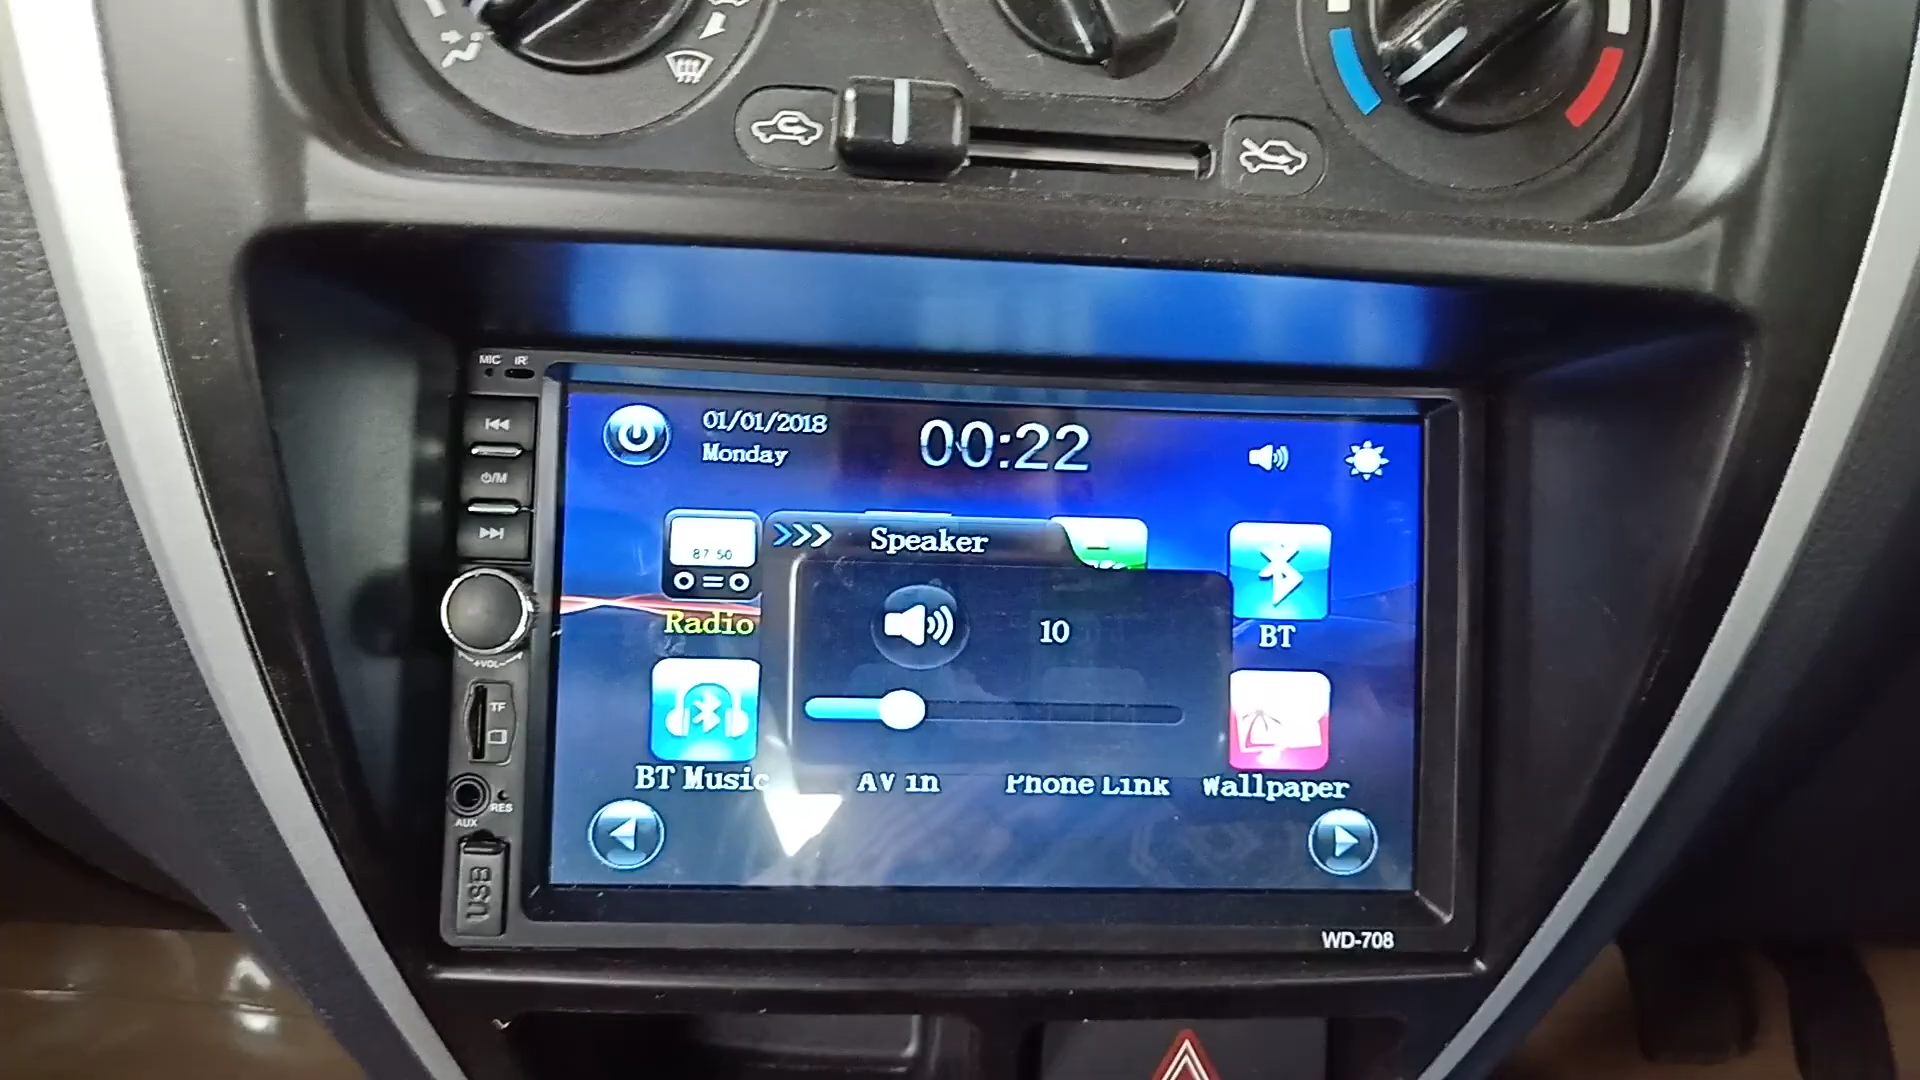 MIC IR
01/01/2018
Monday
00:22
⏻/M
87 50
Speaker
10
Radio
BT
+VOL-
TF
BT Music
AV in
Phone Link
Wallpaper
RES
AUX
USB
WD-708